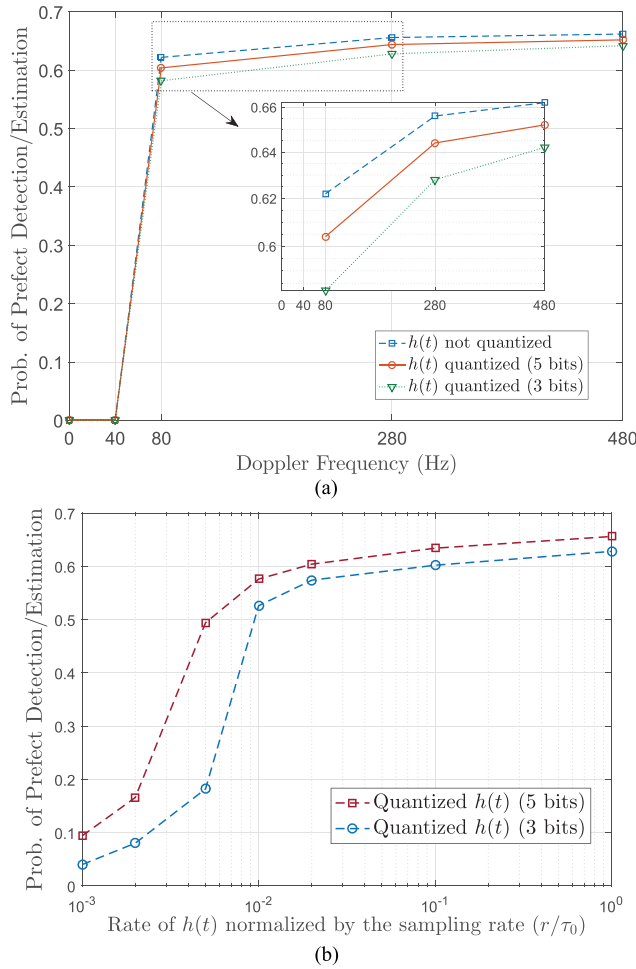 Prob. of Prefect Detection/Estimation
0.7
0.6
0.5
0.4
0.3
0.2
0.1
0
0.66
0.64
0.62
0.6
0 40 80 280 480
h(t) not quantized
h(t) quantized (5 bits)
h(t) quantized (3 bits)
0 40 80 280 480
Doppler Frequency (Hz)
(a)
Prob. of Prefect Detection/Estimation
0.7
0.6
0.5
0.4
0.3
0.2
0.1
0
Quantized h(t) (5 bits)
Quantized h(t) (3 bits)
10⁻³ 10⁻² 10⁻¹ 10⁰
Rate of h(t) normalized by the sampling rate (r/τ₀)
(b)